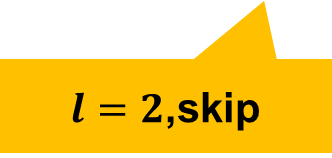 l = 2,skip